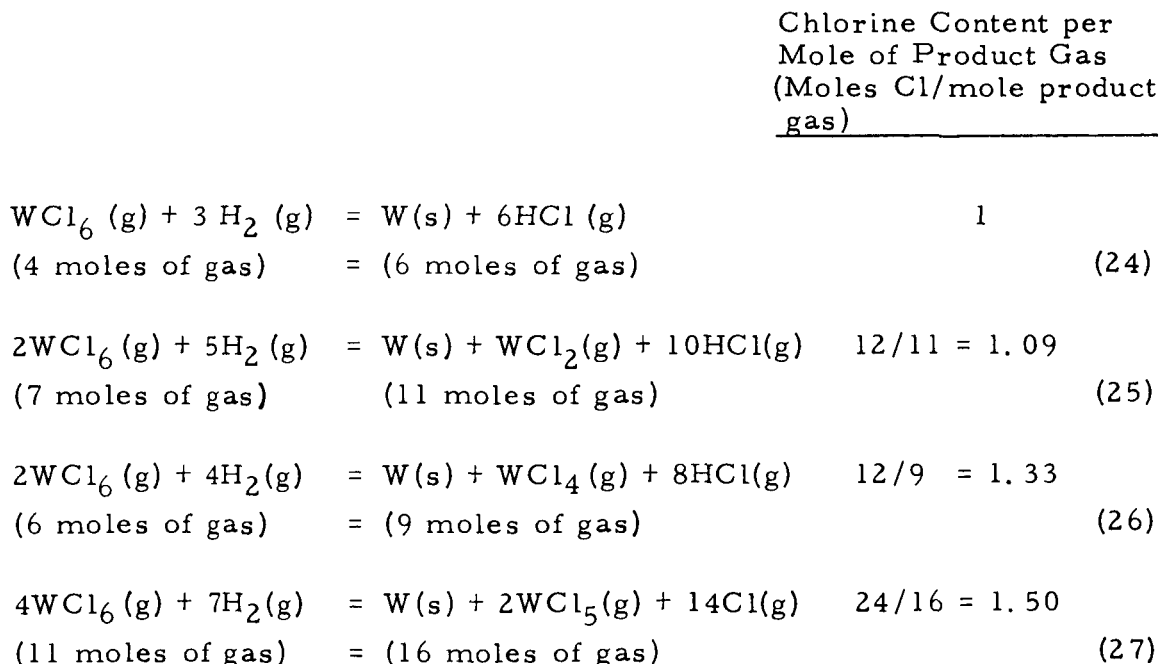 Chlorine Content per
Mole of Product Gas
(Moles Cl/mole product
gas)
WCl₆ (g) + 3 H₂ (g) = W(s) + 6HCl (g) 1
(4 moles of gas) = (6 moles of gas) (24)
2WCl₆ (g) + 5H₂ (g) = W(s) + WCl₂(g) + 10HCl(g) 12/11 = 1.09
(7 moles of gas) (11 moles of gas) (25)
2WCl₆ (g) + 4H₂(g) = W(s) + WCl₄ (g) + 8HCl(g) 12/9 = 1.33
(6 moles of gas) = (9 moles of gas) (26)
4WCl₆ (g) + 7H₂(g) = W(s) + 2WCl₅(g) + 14Cl(g) 24/16 = 1.50
(11 moles of gas) = (16 moles of gas) (27)